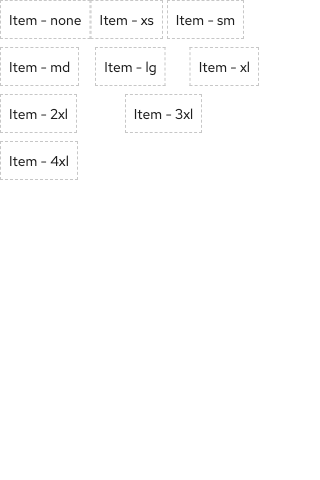 Item - none Item - xs Item - sm
Item - md Item - lg Item - xl
Item - 2xl Item - 3xl
Item - 4xl